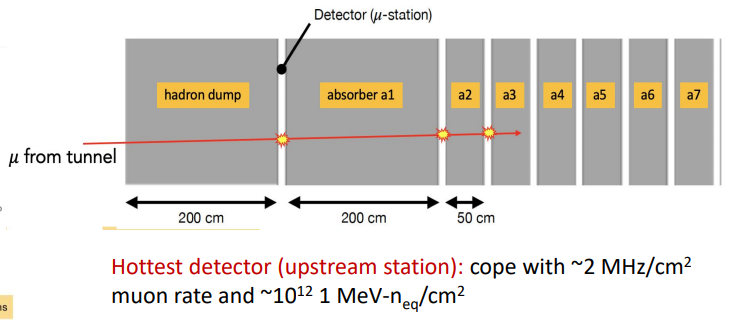 Detector (μ-station)
hadron dump
absorber a1
a2
a3
a4
a5
a6
a7
μ from tunnel
200 cm
200 cm
50 cm
Hottest detector (upstream station): cope with ~2 MHz/cm²
muon rate and ~10¹² 1 MeV-nₑq/cm²